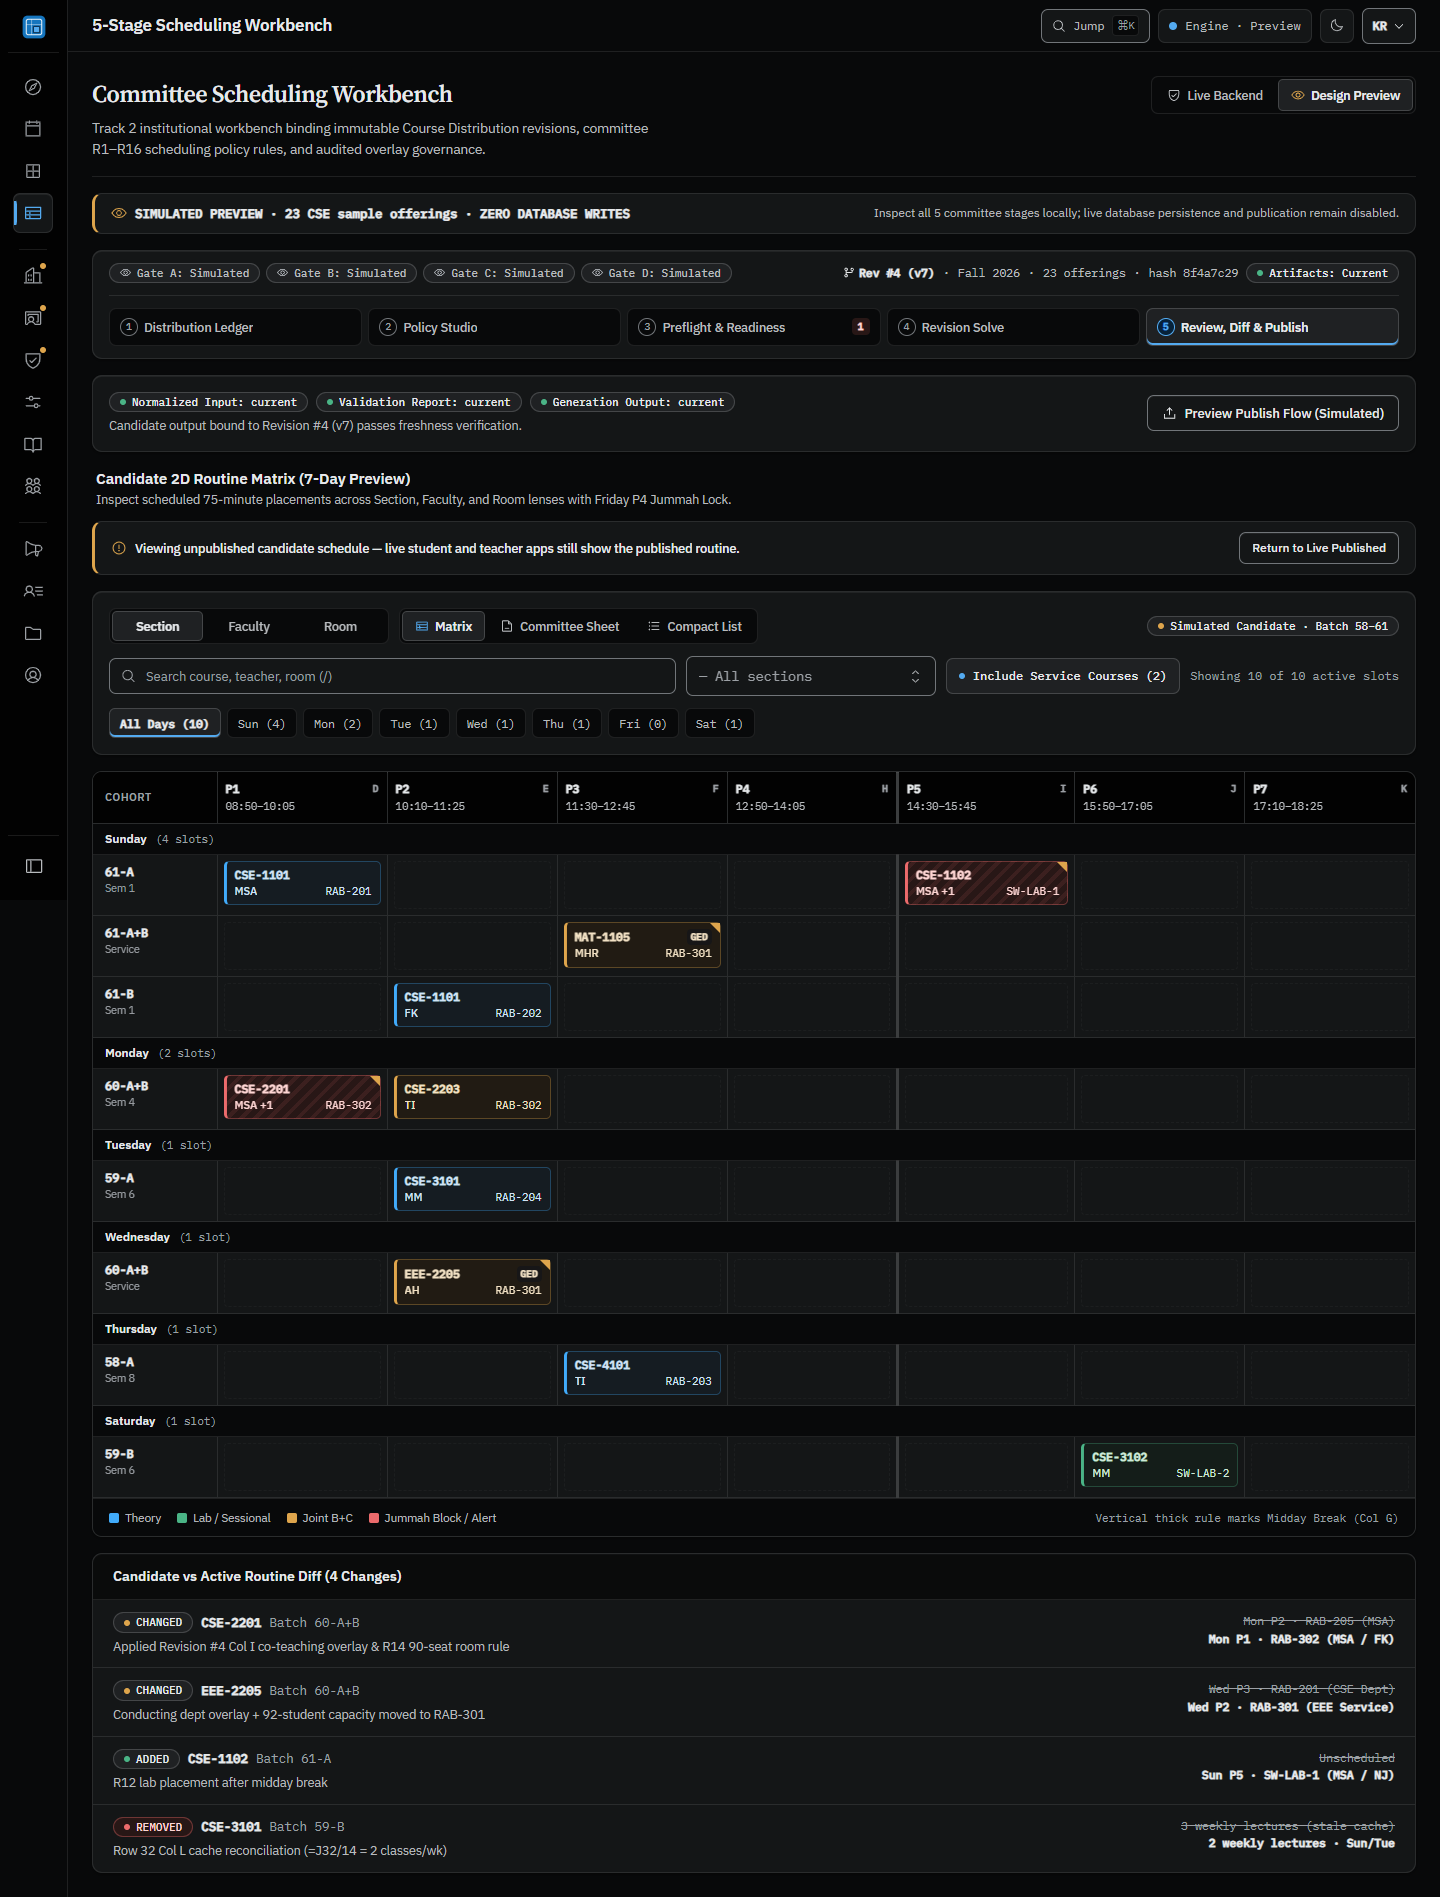 5-Stage Scheduling Workbench
Jump ⌘K
Engine · Preview
KR
Committee Scheduling Workbench
Live Backend
Design Preview
Track 2 institutional workbench binding immutable Course Distribution revisions, committee
R1–R16 scheduling policy rules, and audited overlay governance.
SIMULATED PREVIEW · 23 CSE sample offerings · ZERO DATABASE WRITES
Inspect all 5 committee stages locally; live database persistence and publication remain disabled.
Gate A: Simulated
Gate B: Simulated
Gate C: Simulated
Gate D: Simulated
Rev #4 (v7) · Fall 2026 · 23 offerings · hash 8f4a7c29
Artifacts: Current
1 Distribution Ledger
2 Policy Studio
3 Preflight & Readiness 1
4 Revision Solve
5 Review, Diff & Publish
Normalized Input: current
Validation Report: current
Generation Output: current
Candidate output bound to Revision #4 (v7) passes freshness verification.
Preview Publish Flow (Simulated)
Candidate 2D Routine Matrix (7-Day Preview)
Inspect scheduled 75-minute placements across Section, Faculty, and Room lenses with Friday P4 Jummah Lock.
Viewing unpublished candidate schedule — live student and teacher apps still show the published routine.
Return to Live Published
Section
Faculty
Room
Matrix
Committee Sheet
Compact List
Simulated Candidate · Batch 58–61
Search course, teacher, room (/)
— All sections
Include Service Courses (2)
Showing 10 of 10 active slots
All Days (10)
Sun (4)
Mon (2)
Tue (1)
Wed (1)
Thu (1)
Fri (0)
Sat (1)
COHORT
P1 D
08:50–10:05
P2 E
10:10–11:25
P3 F
11:30–12:45
P4 H
12:50–14:05
P5 I
14:30–15:45
P6 J
15:50–17:05
P7 K
17:10–18:25
Sunday (4 slots)
61-A
Sem 1
CSE-1101
MSA RAB-201
CSE-1102
MSA +1 SW-LAB-1
61-A+B
Service
MAT-1105 GED
MHR RAB-301
61-B
Sem 1
CSE-1101
FK RAB-202
Monday (2 slots)
60-A+B
Sem 4
CSE-2201
MSA +1 RAB-302
CSE-2203
TI RAB-302
Tuesday (1 slot)
59-A
Sem 6
CSE-3101
MM RAB-204
Wednesday (1 slot)
60-A+B
Service
EEE-2205 GED
AH RAB-301
Thursday (1 slot)
58-A
Sem 8
CSE-4101
TI RAB-203
Saturday (1 slot)
59-B
Sem 6
CSE-3102
MM SW-LAB-2
Theory
Lab / Sessional
Joint B+C
Jummah Block / Alert
Vertical thick rule marks Midday Break (Col G)
Candidate vs Active Routine Diff (4 Changes)
CHANGED CSE-2201 Batch 60-A+B
Mon P2 · RAB-205 (MSA)
Applied Revision #4 Col I co-teaching overlay & R14 90-seat room rule
Mon P1 · RAB-302 (MSA / FK)
CHANGED EEE-2205 Batch 60-A+B
Wed P3 · RAB-201 (CSE Dept)
Conducting dept overlay + 92-student capacity moved to RAB-301
Wed P2 · RAB-301 (EEE Service)
ADDED CSE-1102 Batch 61-A
Unscheduled
R12 lab placement after midday break
Sun P5 · SW-LAB-1 (MSA / NJ)
REMOVED CSE-3101 Batch 59-B
3 weekly lectures (stale cache)
Row 32 Col L cache reconciliation (=J32/14 = 2 classes/wk)
2 weekly lectures · Sun/Tue